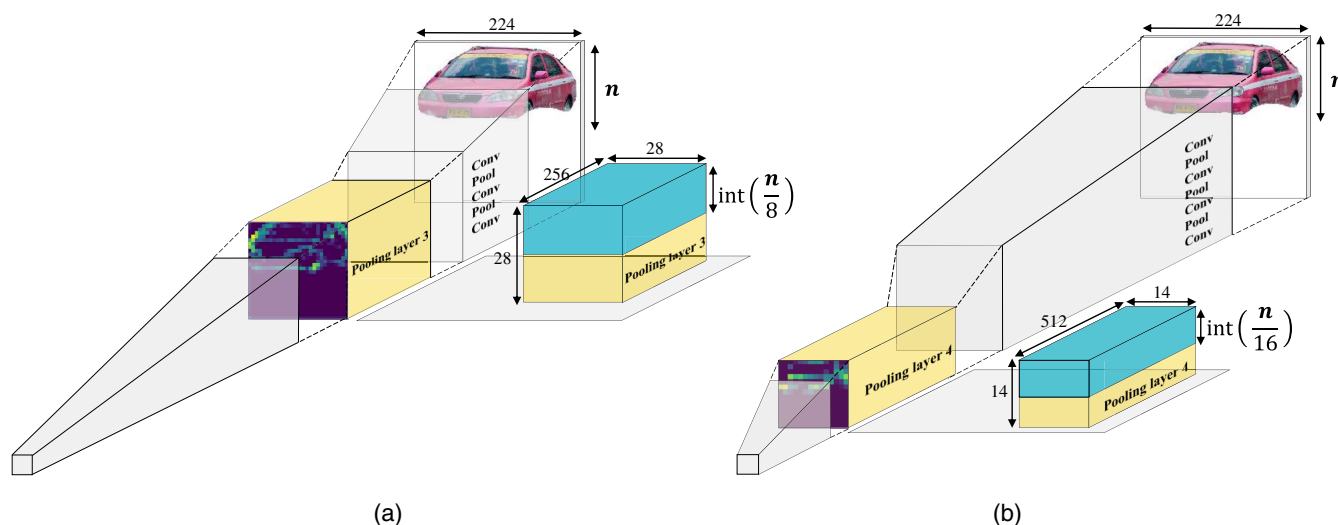 224
n
Conv
Pool
Conv
Pool
Conv
28
256
int(n/8)
28
Pooling layer 3
Pooling layer 3
(a)
224
n
Conv
Pool
Conv
Pool
Conv
Pool
Conv
14
512
int(n/16)
14
Pooling layer 4
Pooling layer 4
(b)